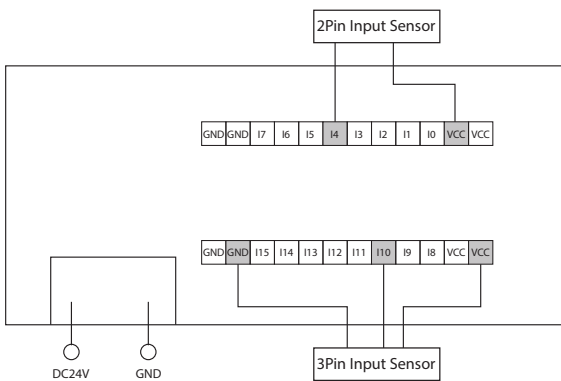 2Pin Input Sensor
GND GND I7 I6 I5 I4 I3 I2 I1 I0 VCC VCC
GND GND I15 I14 I13 I12 I11 I10 I9 I8 VCC VCC
DC24V GND
3Pin Input Sensor